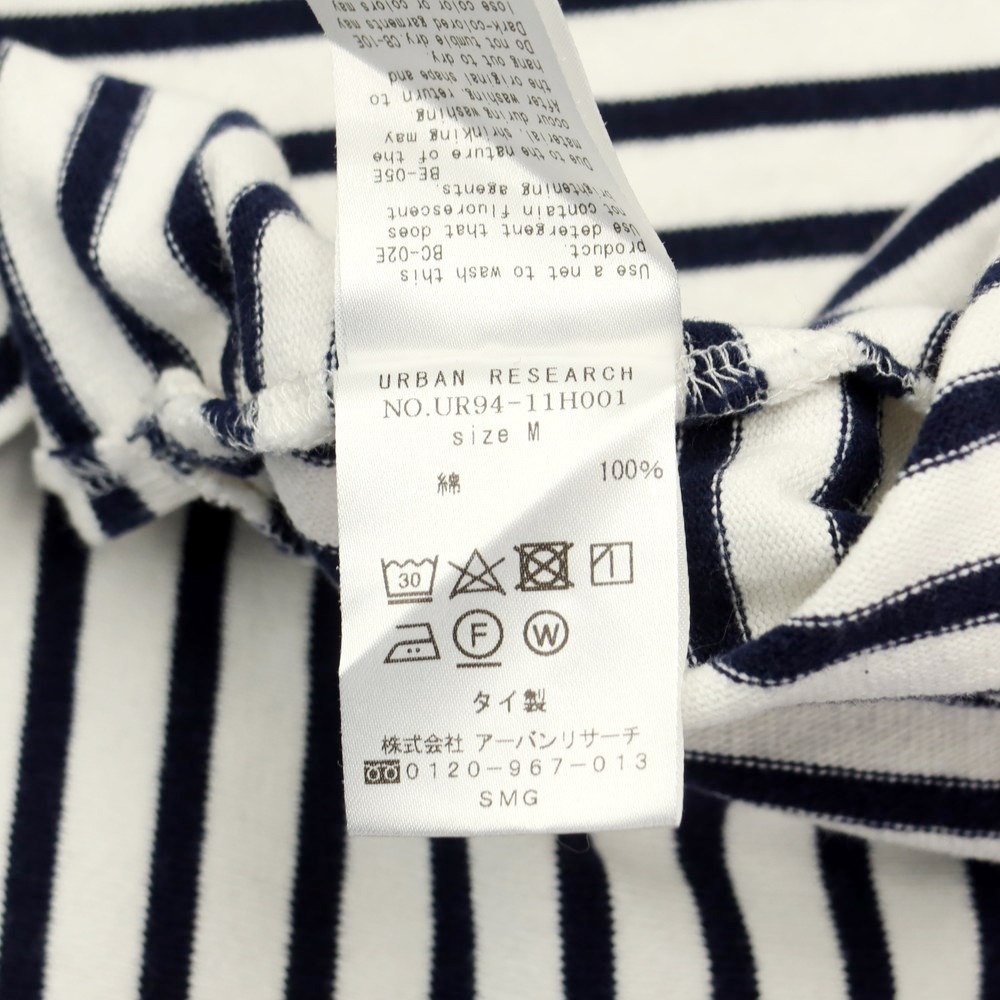 Use a net to wash this
product. BC-02E
Use detergent that does
not contain fluorescent
brightening agents.
BE-05E
Due to the nature of the
material, shrinking may
occur during washing.
After washing, return to
the original shape and
hang out to dry.
Do not tumble dry. CB-10E
Dark-colored garments may
lose color or colors may
URBAN RESEARCH
NO.UR94-11H001
size M
綿 100%
30
F W
タイ製
株式会社 アーバンリサーチ
0120-967-013
SMG